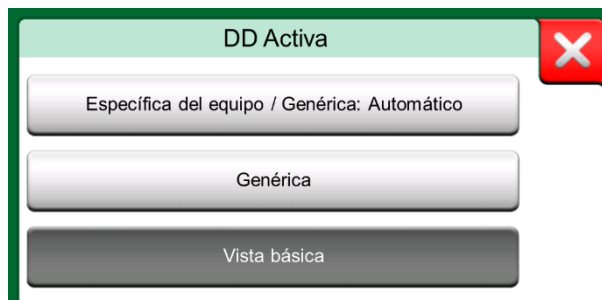 DD Activa
Específica del equipo / Genérica: Automático
Genérica
Vista básica